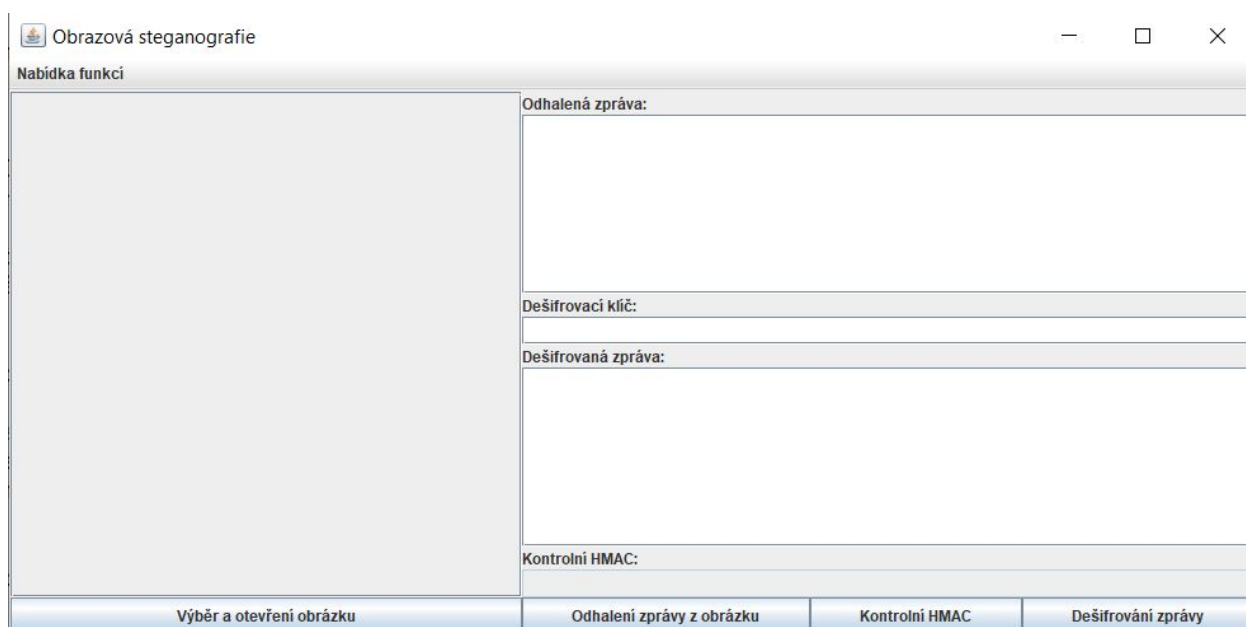 Obrazová steganografie
Nabídka funkcí
Odhalená zpráva:
Dešifrovací klíč:
Dešifrovaná zpráva:
Kontrolní HMAC:
Výběr a otevření obrázku Odhalení zprávy z obrázku Kontrolní HMAC Dešifrování zprávy